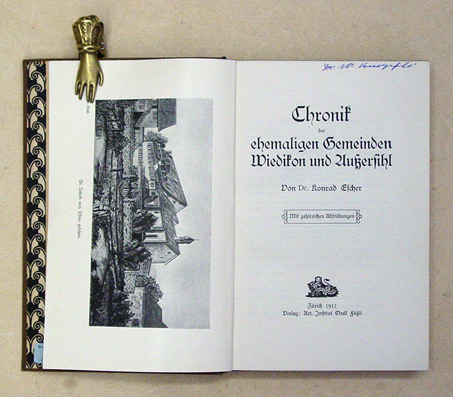 Chronik
der
ehemaligen Gemeinden
Wiedikon und Außersihl
Von Dr. Konrad Escher
Mit zahlreichen Abbildungen
Zürich 1911
Verlag: Art. Institut Orell Füßli
Dr. W.